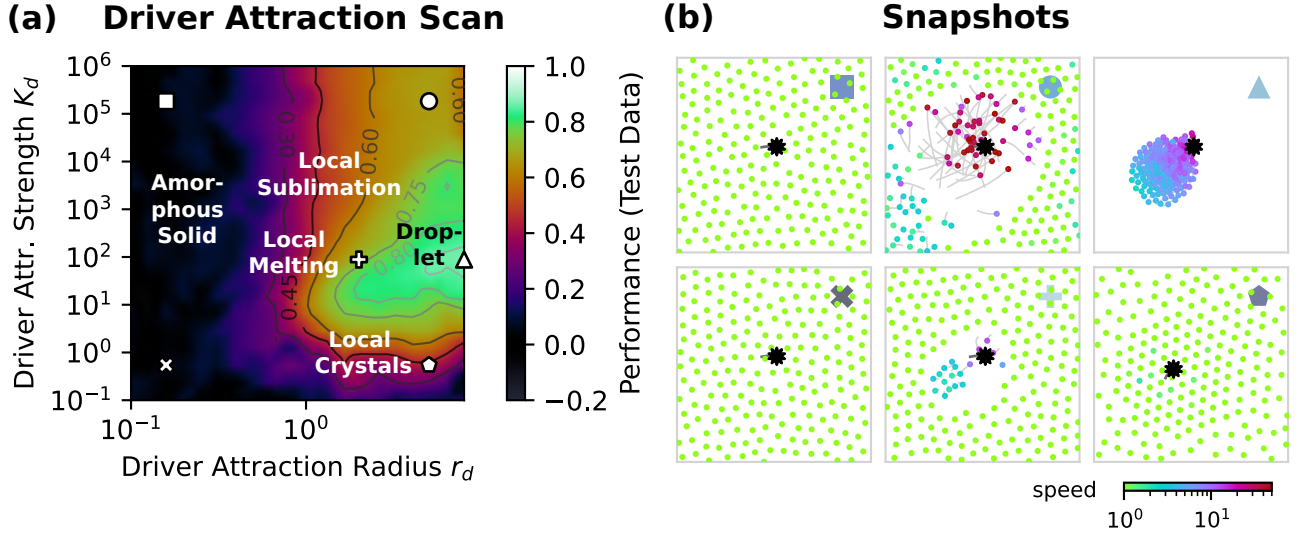 (a) Driver Attraction Scan
Driver Attr. Strength K_d
10^6
10^5
10^4
10^3
10^2
10^1
10^0
10^-1
10^-1
10^0
Driver Attraction Radius r_d
Amor-
phous
Solid
Local
Sublimation
Local
Melting
Drop-
let
Local
Crystals
0.30
0.45
0.60
0.75
0.80
0.60
1.0
0.8
0.6
0.4
0.2
0.0
−0.2
Performance (Test Data)
(b) Snapshots
speed
10^0
10^1